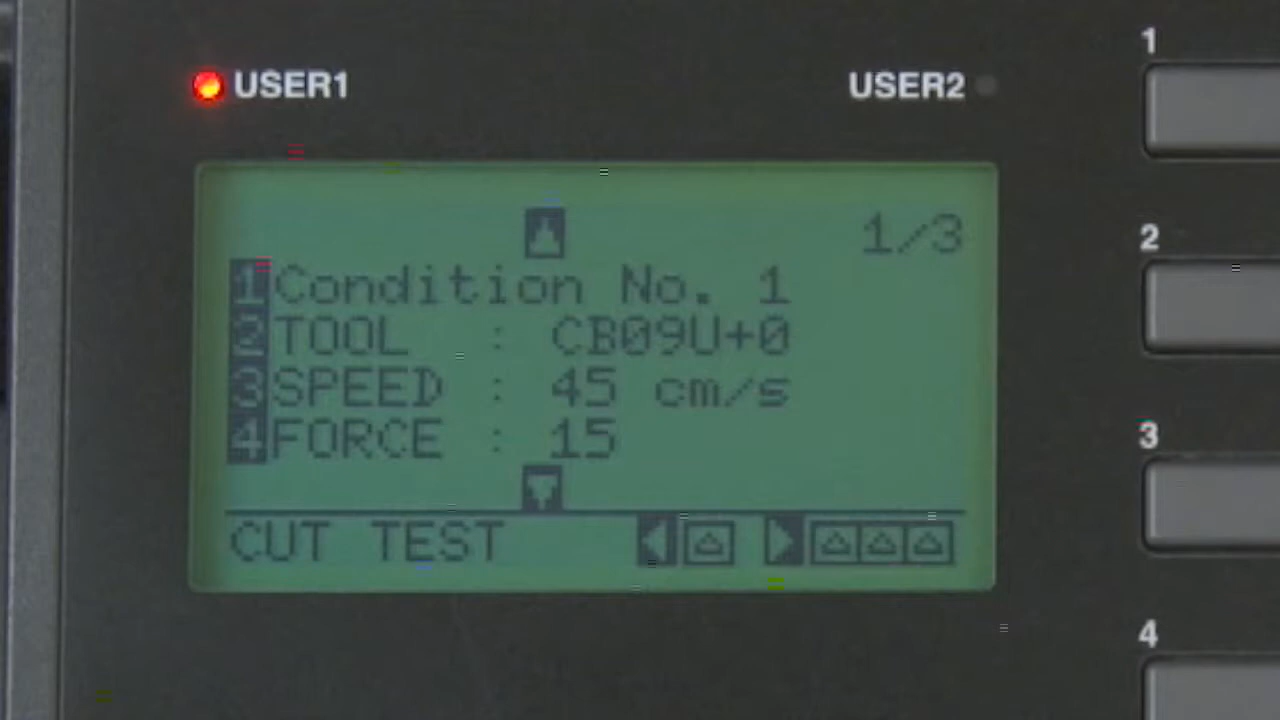 USER1 USER2
1/3
1 Condition No. 1
2 TOOL : CB09U+0
3 SPEED : 45 cm/s
4 FORCE : 15
CUT TEST
1
2
3
4